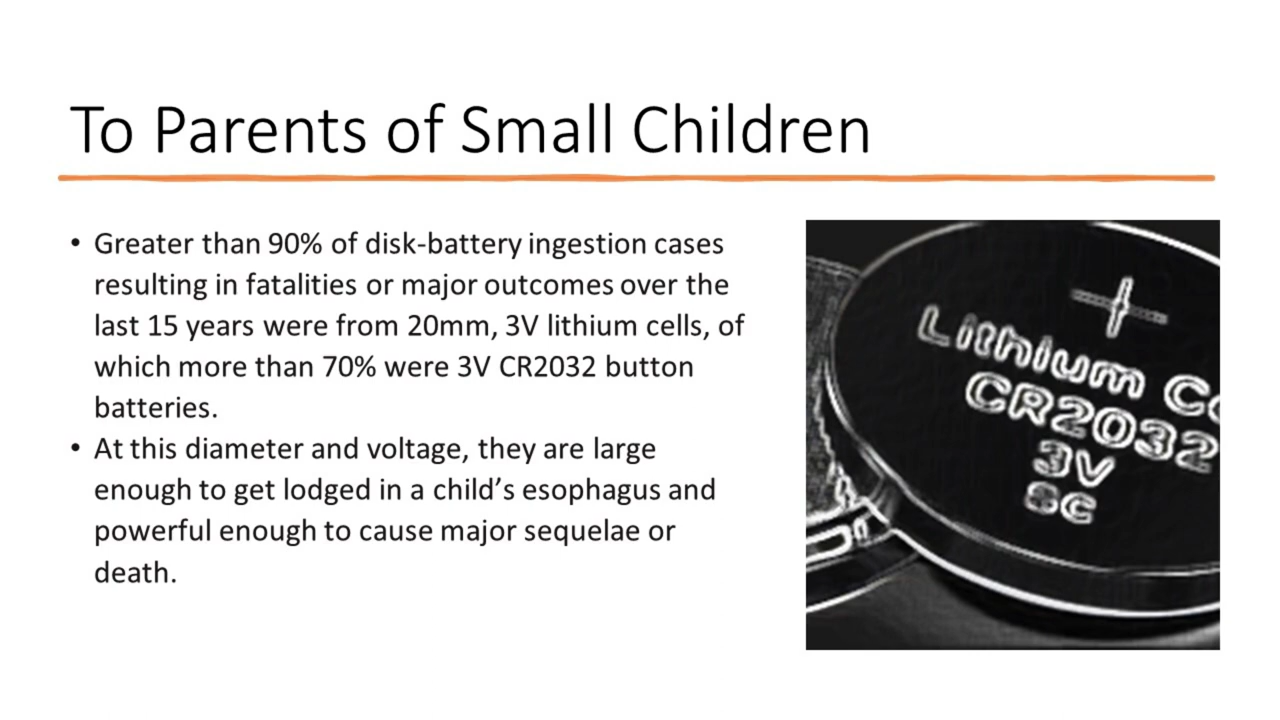 To Parents of Small Children
• Greater than 90% of disk-battery ingestion cases
resulting in fatalities or major outcomes over the
last 15 years were from 20mm, 3V lithium cells, of
which more than 70% were 3V CR2032 button
batteries.
• At this diameter and voltage, they are large
enough to get lodged in a child’s esophagus and
powerful enough to cause major sequelae or
death.
+
Lithium
CR2032
3V
SC